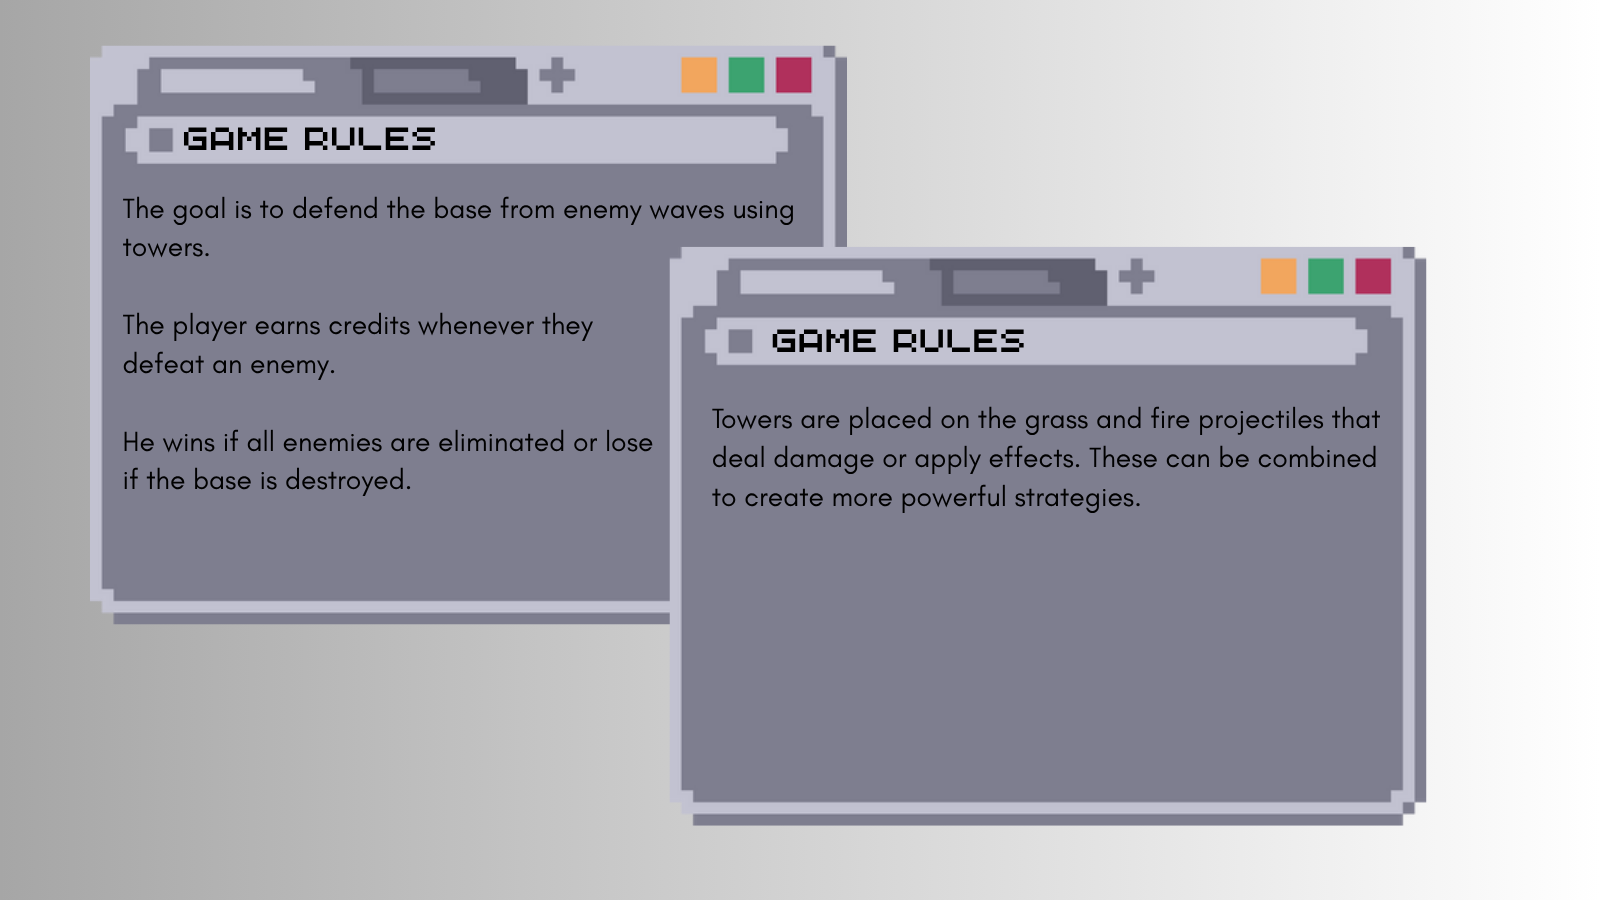 GAME RULES
The goal is to defend the base from enemy waves using
towers.
The player earns credits whenever they
defeat an enemy.
He wins if all enemies are eliminated or lose
if the base is destroyed.
GAME RULES
Towers are placed on the grass and fire projectiles that
deal damage or apply effects. These can be combined
to create more powerful strategies.